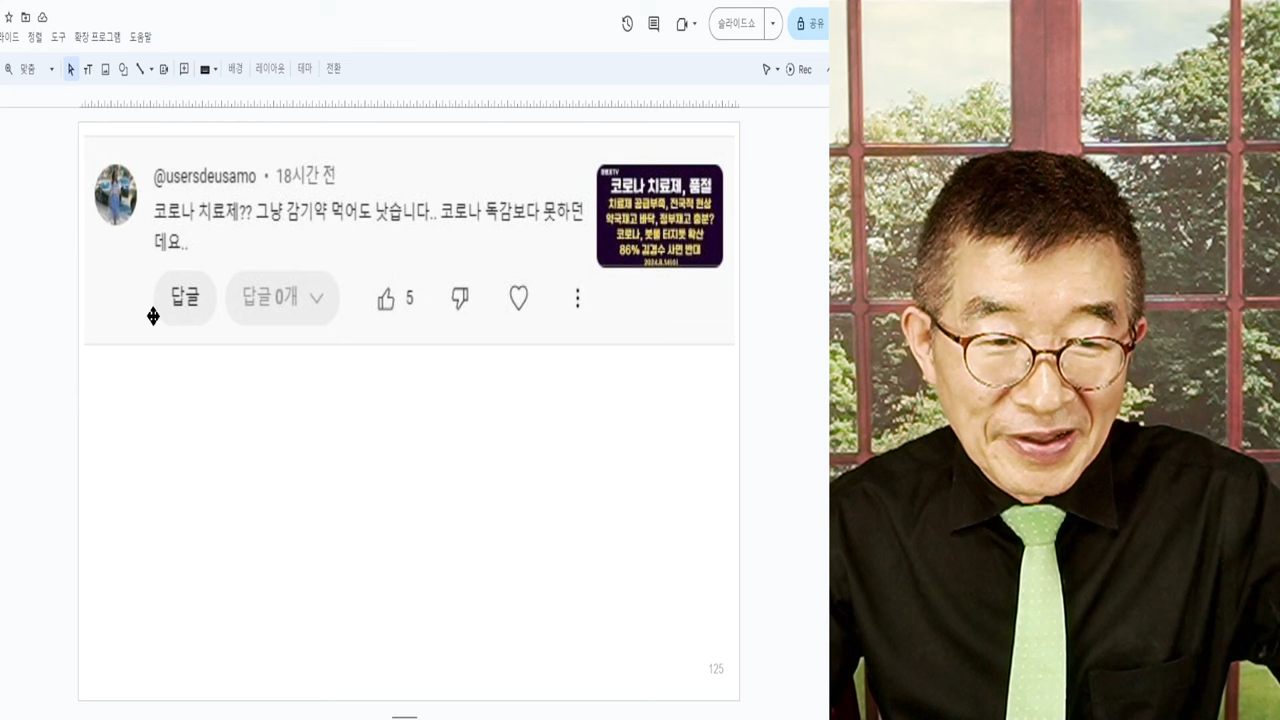 라이드 정렬 도구 확장 프로그램 도움말
슬라이드쇼
공유
맞춤
배경 레이아웃 테마 전환
Rec
@usersdeusamo • 18시간 전
코로나 치료제?? 그냥 감기약 먹어도 낫습니다.. 코로나 독감보다 못하던
데요..
답글
답글 0개
5
코로나 치료제, 품절
치료제 공급부족, 전국적 현상
약국재고 바닥, 정부재고 충분?
코로나, 봇물 터지듯 확산
86% 김경수 사면 반대
125